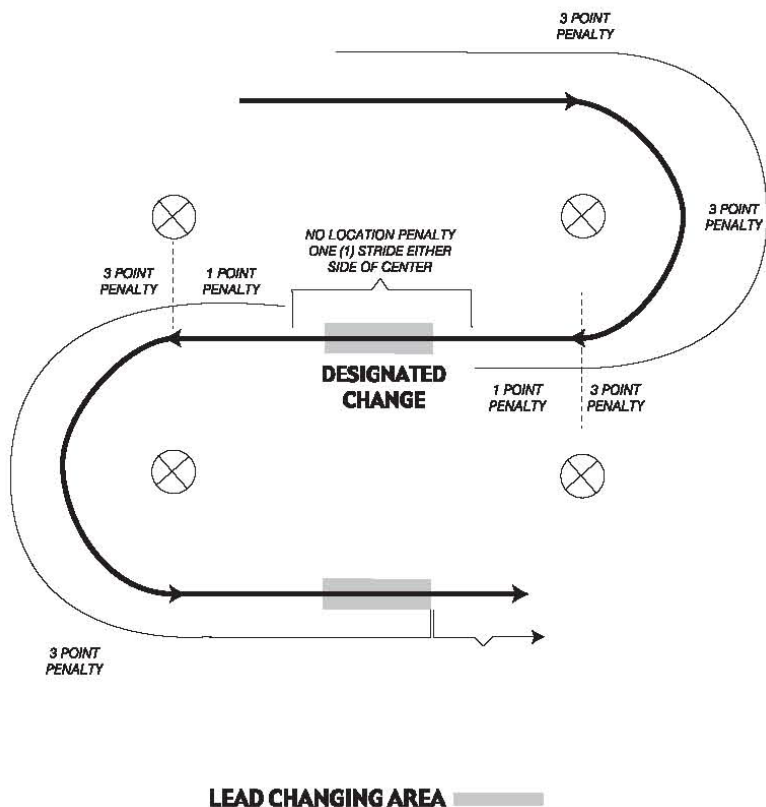 3 POINT
PENALTY
3 POINT
PENALTY
NO LOCATION PENALTY
ONE (1) STRIDE EITHER
SIDE OF CENTER
3 POINT
PENALTY
1 POINT
PENALTY
DESIGNATED
CHANGE
1 POINT
PENALTY
3 POINT
PENALTY
3 POINT
PENALTY
LEAD CHANGING AREA